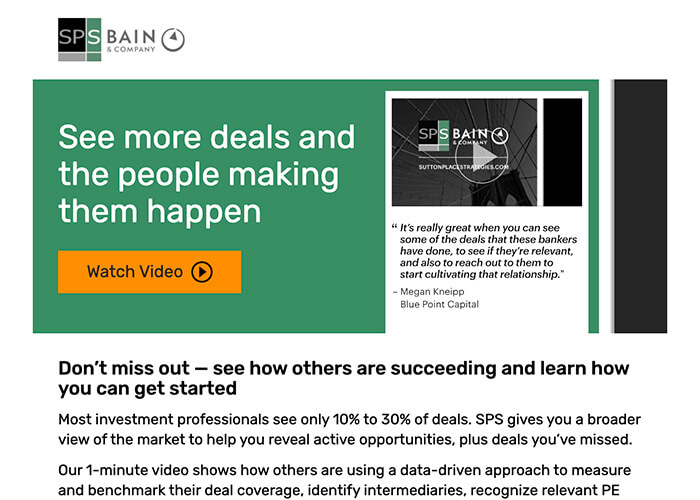 SPS BAIN
& COMPANY
See more deals and
the people making
them happen
Watch Video
SPS BAIN
& COMPANY
SUTTONPLACESTRATEGIES.COM
“ It’s really great when you can see
some of the deals that these bankers
have done, to see if they’re relevant,
and also to reach out to them to
start cultivating that relationship.”
– Megan Kneipp
Blue Point Capital
Don’t miss out — see how others are succeeding and learn how
you can get started
Most investment professionals see only 10% to 30% of deals. SPS gives you a broader
view of the market to help you reveal active opportunities, plus deals you’ve missed.
Our 1-minute video shows how others are using a data-driven approach to measure
and benchmark their deal coverage, identify intermediaries, recognize relevant PE